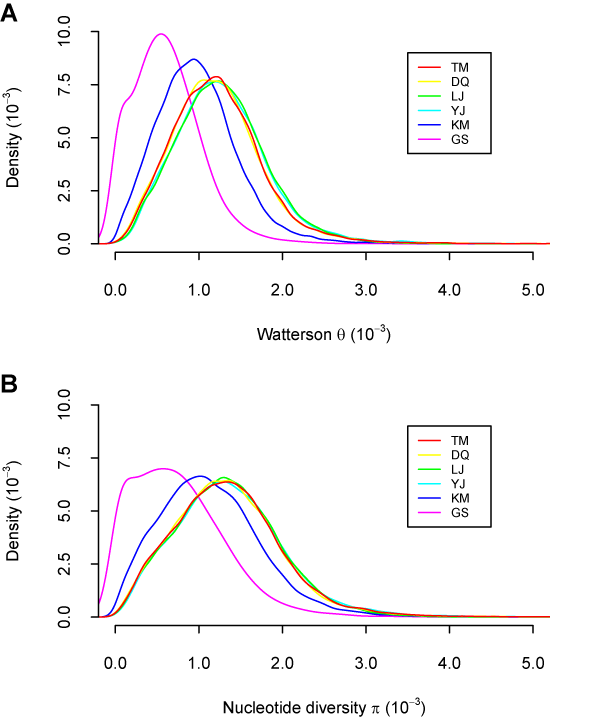 A
Density (10⁻³)
10.0
7.5
5.0
2.5
0.0
TM
DQ
LJ
YJ
KM
GS
0.0 1.0 2.0 3.0 4.0 5.0
Watterson θ (10⁻³)
B
Density (10⁻³)
10.0
7.5
5.0
2.5
0.0
TM
DQ
LJ
YJ
KM
GS
0.0 1.0 2.0 3.0 4.0 5.0
Nucleotide diversity π (10⁻³)